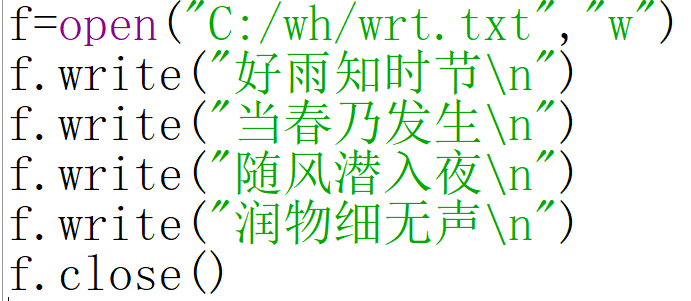 f=open("C:/wh/wrt.txt","w")
f.write("好雨知时节\n")
f.write("当春乃发生\n")
f.write("随风潜入夜\n")
f.write("润物细无声\n")
f.close()